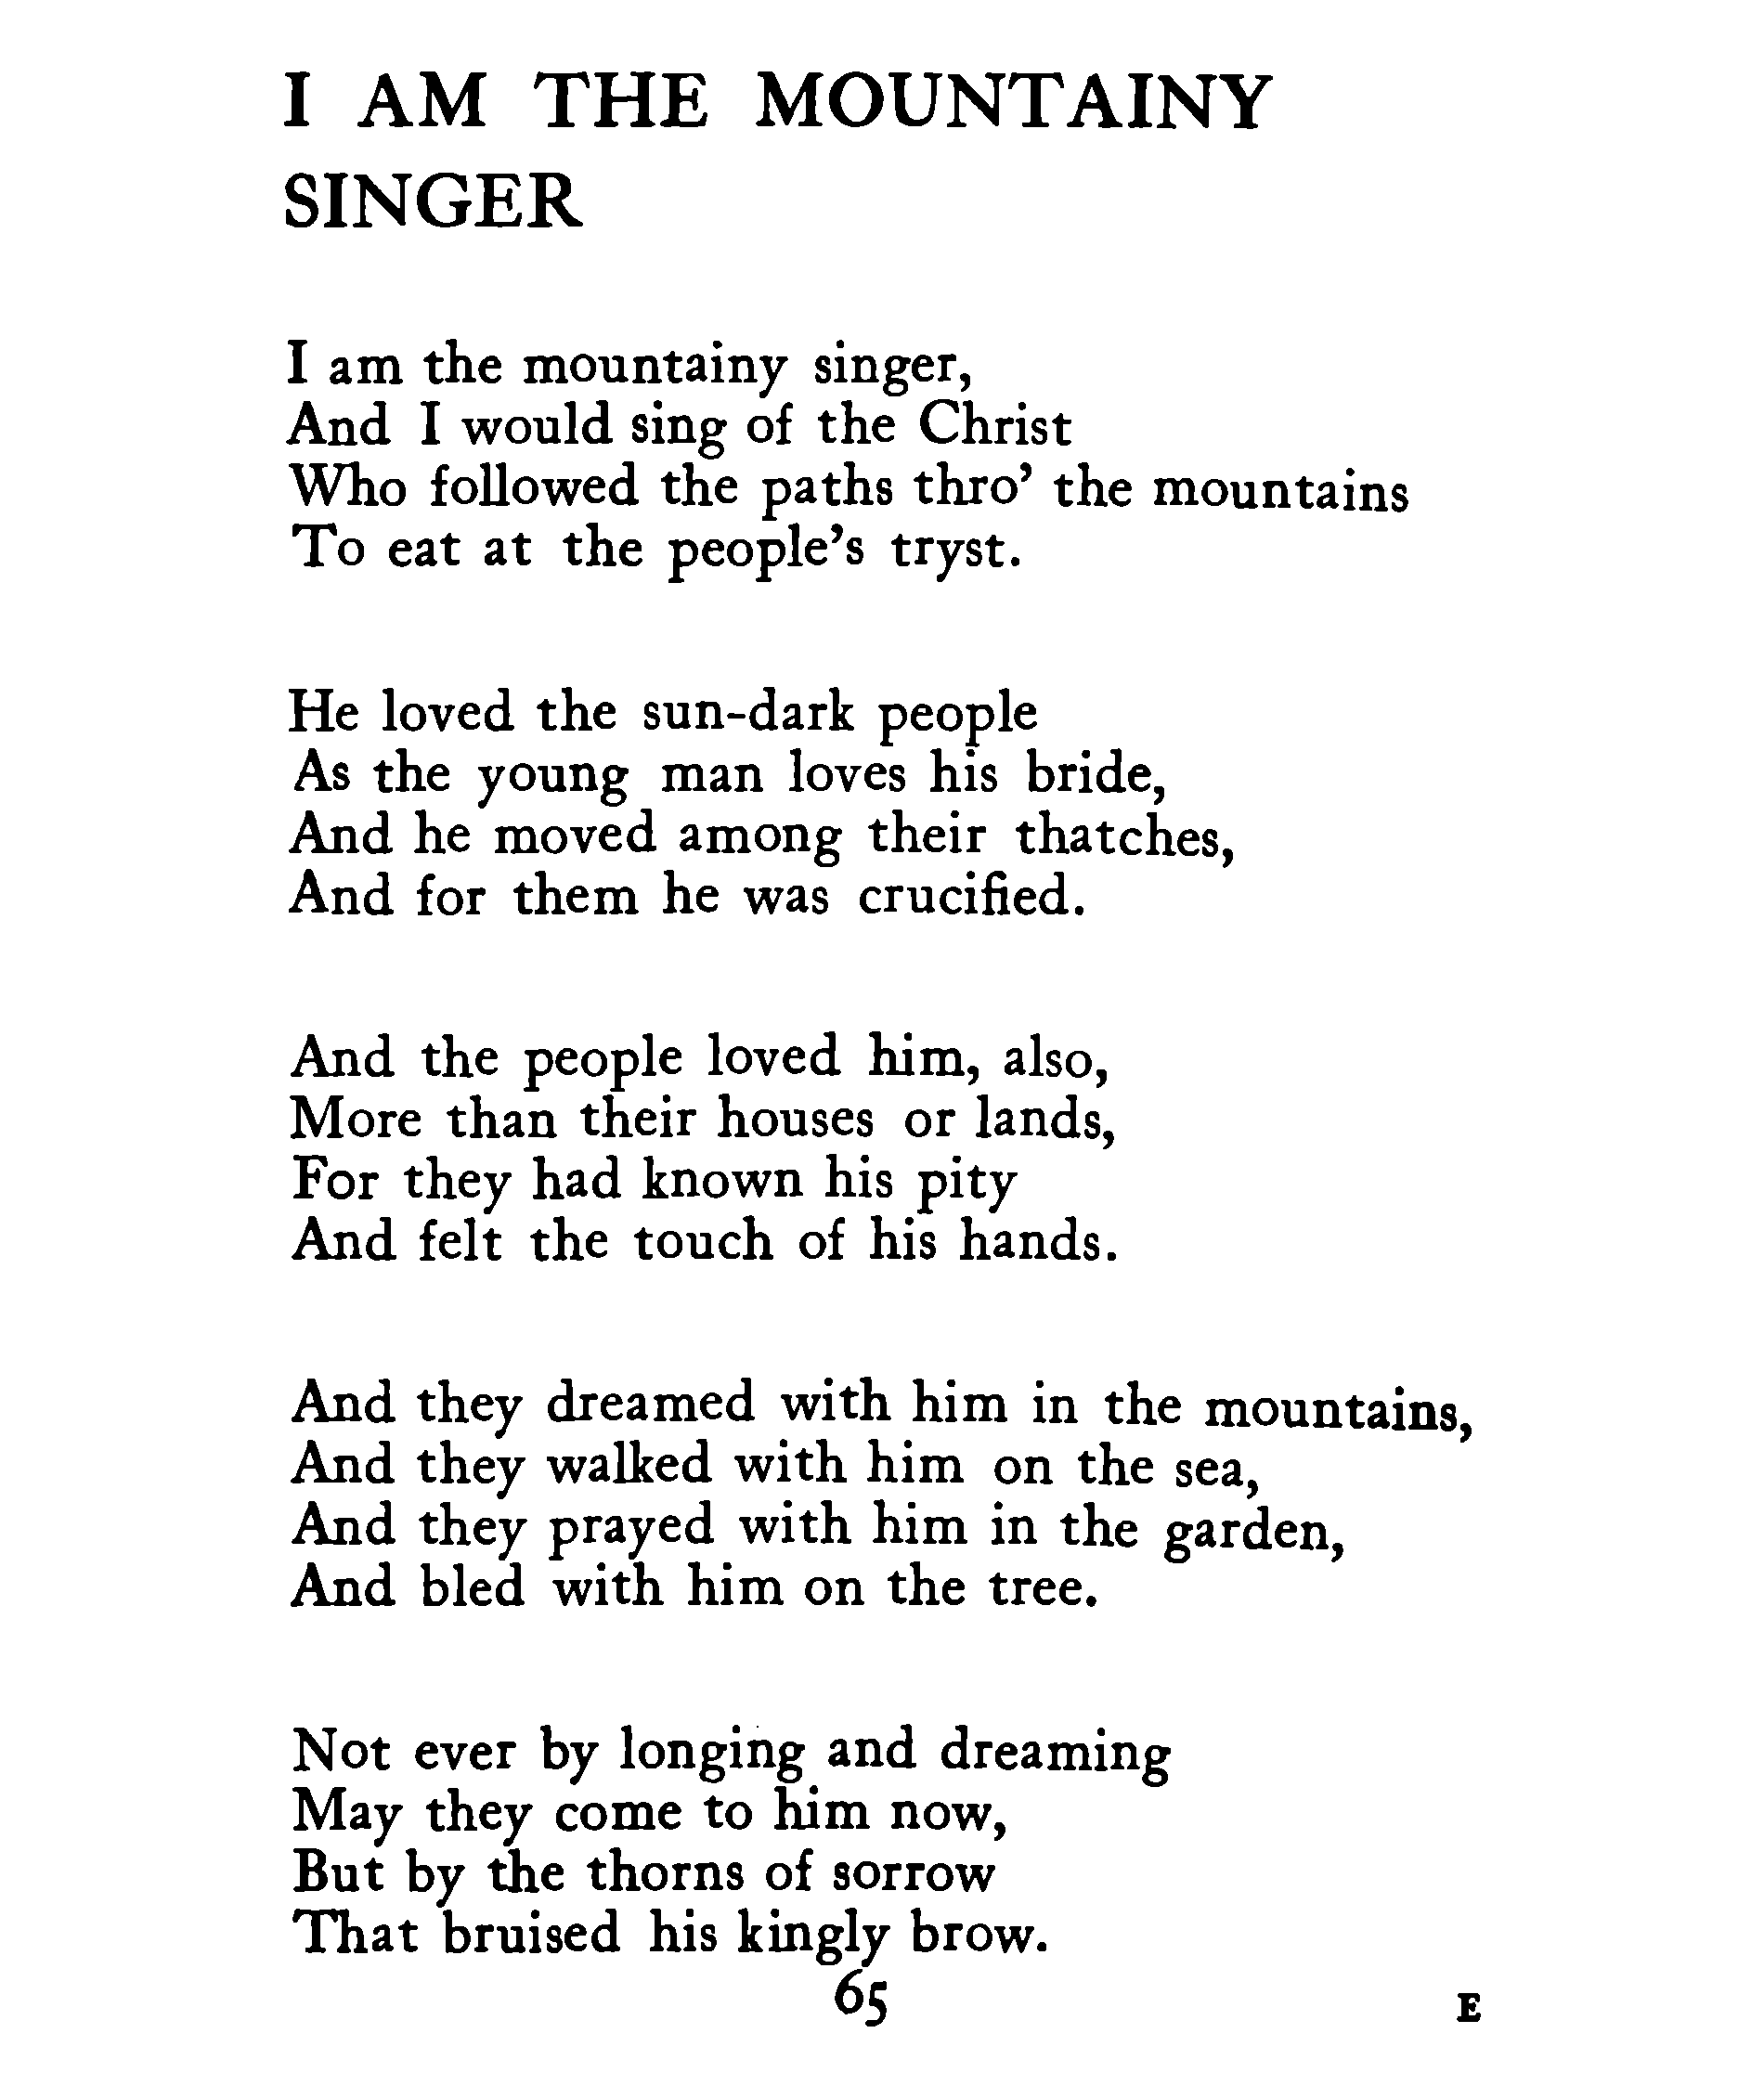 I AM THE MOUNTAINY
SINGER
I am the mountainy singer,
And I would sing of the Christ
Who followed the paths thro' the mountains
To eat at the people's tryst.
He loved the sun-dark people
As the young man loves his bride,
And he moved among their thatches,
And for them he was crucified.
And the people loved him, also,
More than their houses or lands,
For they had known his pity
And felt the touch of his hands.
And they dreamed with him in the mountains,
And they walked with him on the sea,
And they prayed with him in the garden,
And bled with him on the tree.
Not ever by longing and dreaming
May they come to him now,
But by the thorns of sorrow
That bruised his kingly brow.
65 E